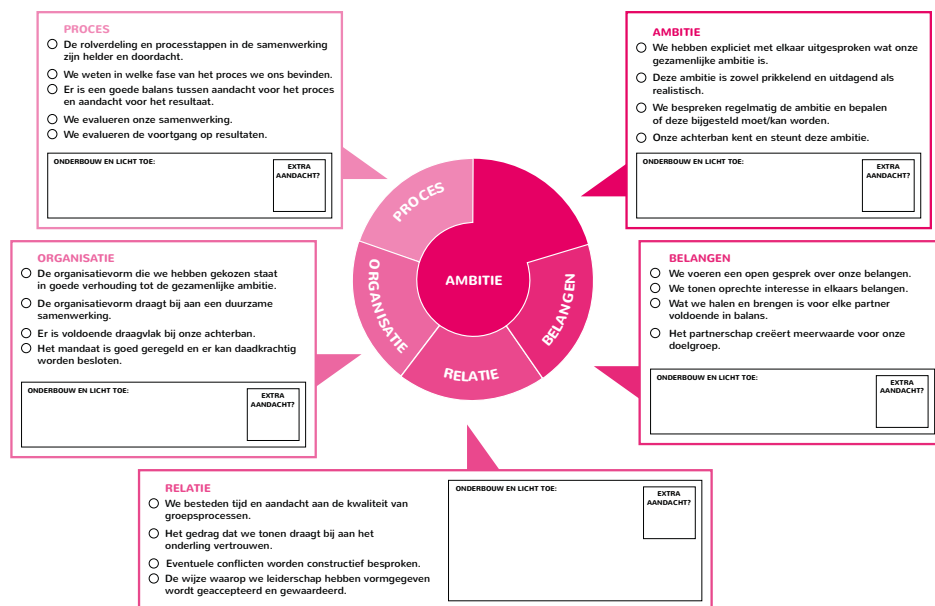 PROCES
De rolverdeling en processtappen in de samenwerking
zijn helder en doordacht.
We weten in welke fase van het proces we ons bevinden.
Er is een goede balans tussen aandacht voor het proces
en aandacht voor het resultaat.
We evalueren onze samenwerking.
We evalueren de voortgang op resultaten.
ONDERBOUW EN LICHT TOE:
EXTRA
AANDACHT?
AMBITIE
We hebben expliciet met elkaar uitgesproken wat onze
gezamenlijke ambitie is.
Deze ambitie is zowel prikkelend en uitdagend als
realistisch.
We bespreken regelmatig de ambitie en bepalen
of deze bijgesteld moet/kan worden.
Onze achterban kent en steunt deze ambitie.
ONDERBOUW EN LICHT TOE:
EXTRA
AANDACHT?
PROCES
ORGANISATIE
AMBITIE
BELANGEN
RELATIE
ORGANISATIE
De organisatievorm die we hebben gekozen staat
in goede verhouding tot de gezamenlijke ambitie.
De organisatievorm draagt bij aan een duurzame
samenwerking.
Er is voldoende draagvlak bij onze achterban.
Het mandaat is goed geregeld en er kan daadkrachtig
worden besloten.
ONDERBOUW EN LICHT TOE:
EXTRA
AANDACHT?
BELANGEN
We voeren een open gesprek over onze belangen.
We tonen oprechte interesse in elkaars belangen.
Wat we halen en brengen is voor elke partner
voldoende in balans.
Het partnerschap creëert meerwaarde voor onze
doelgroep.
ONDERBOUW EN LICHT TOE:
EXTRA
AANDACHT?
RELATIE
We besteden tijd en aandacht aan de kwaliteit van
groepsprocessen.
Het gedrag dat we tonen draagt bij aan het
onderling vertrouwen.
Eventuele conflicten worden constructief besproken.
De wijze waarop we leiderschap hebben vormgegeven
wordt geaccepteerd en gewaardeerd.
ONDERBOUW EN LICHT TOE:
EXTRA
AANDACHT?